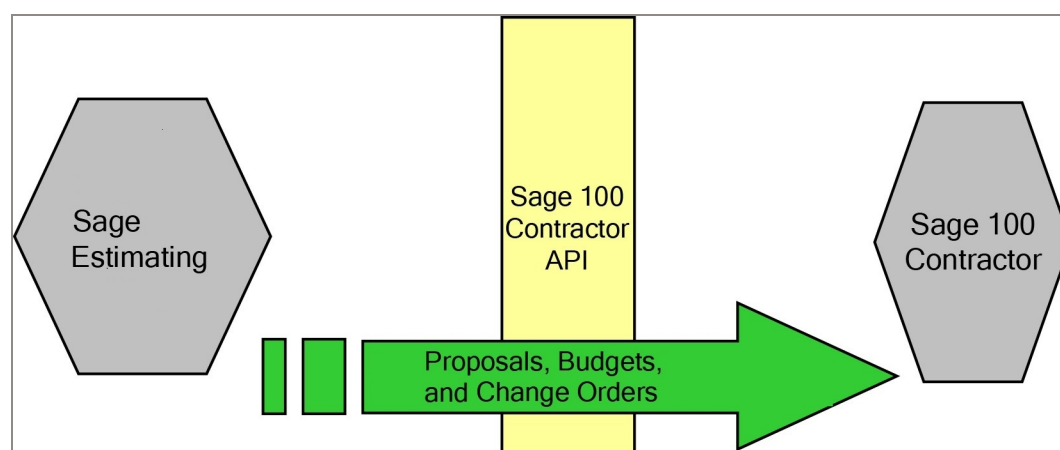 Sage
Estimating
Sage 100
Contractor
API
Sage 100
Contractor
Proposals, Budgets,
and Change Orders